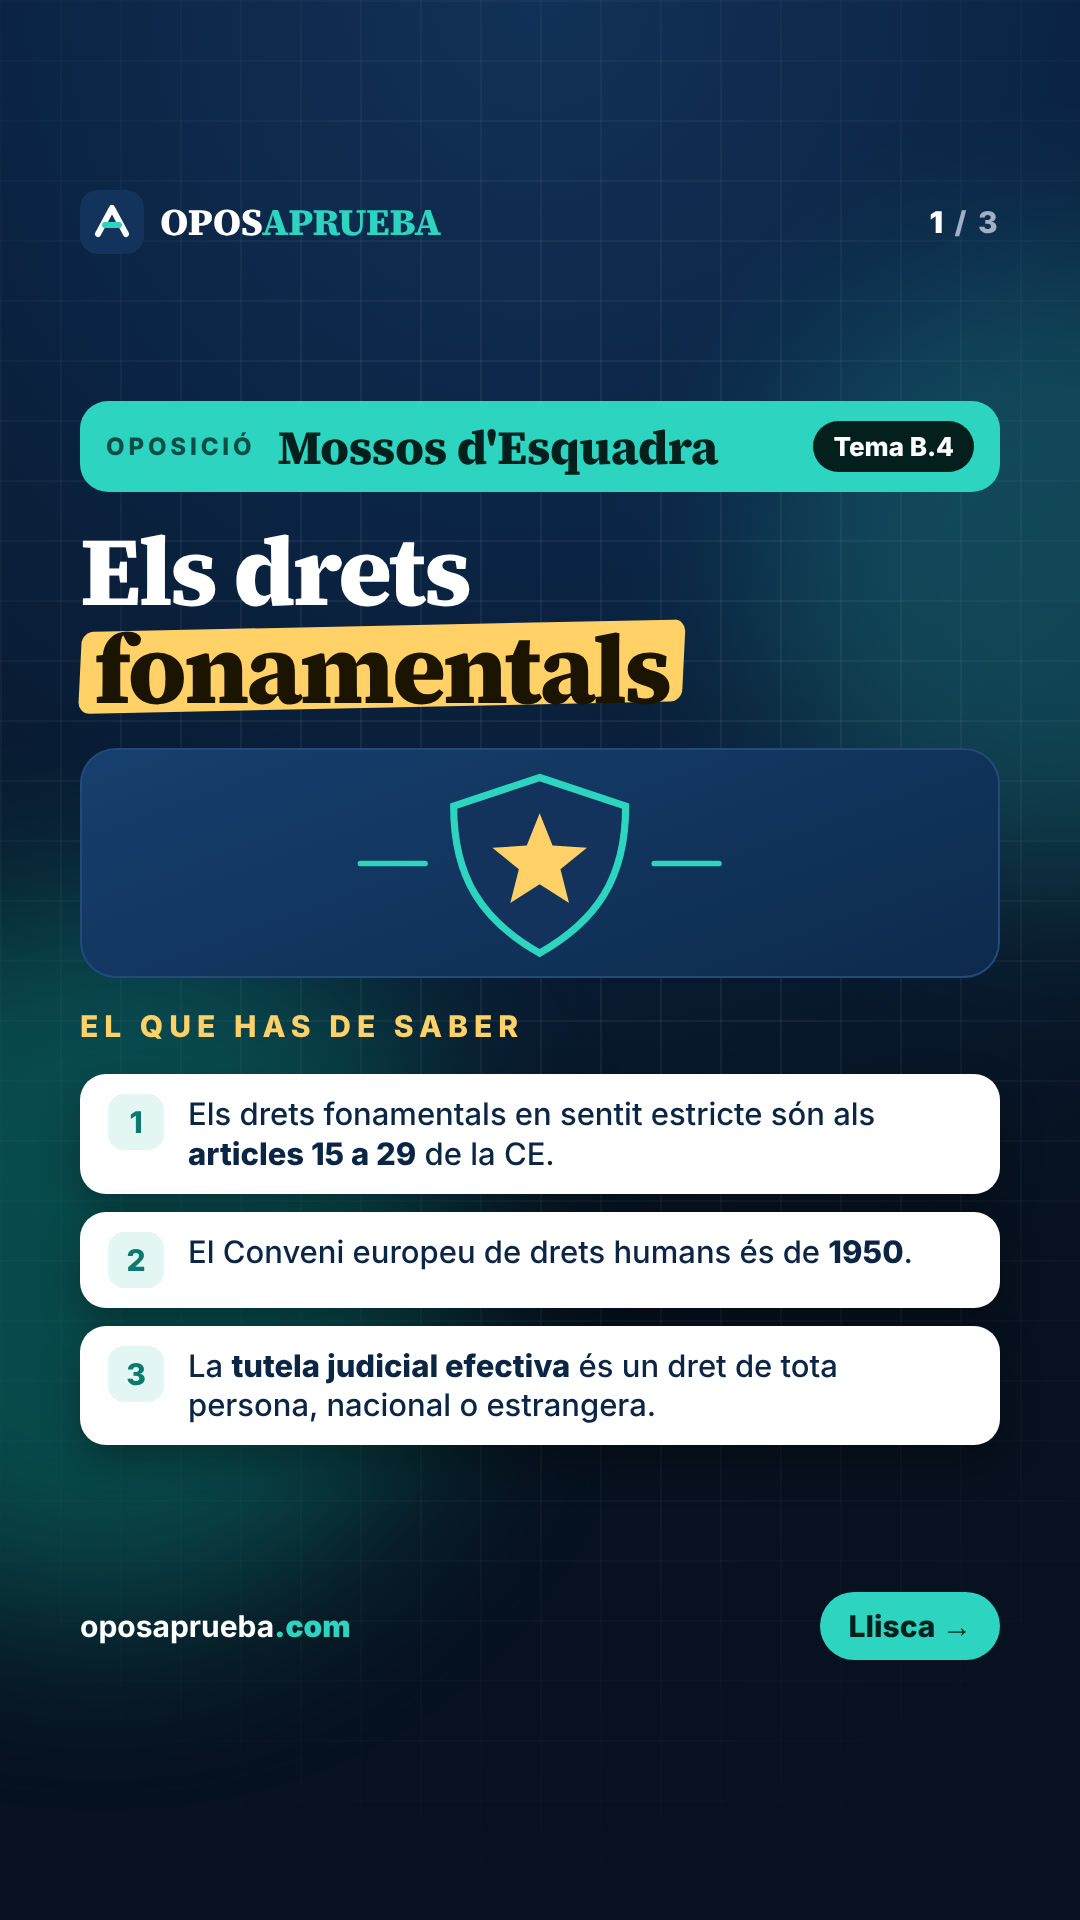 OPOSAPRUEBA
1 / 3
OPOSICIÓ Mossos d'Esquadra Tema B.4
Els drets
fonamentals
EL QUE HAS DE SABER
1 Els drets fonamentals en sentit estricte són als
articles 15 a 29 de la CE.
2 El Conveni europeu de drets humans és de 1950.
3 La tutela judicial efectiva és un dret de tota
persona, nacional o estrangera.
oposaprueba.com
Llisca →